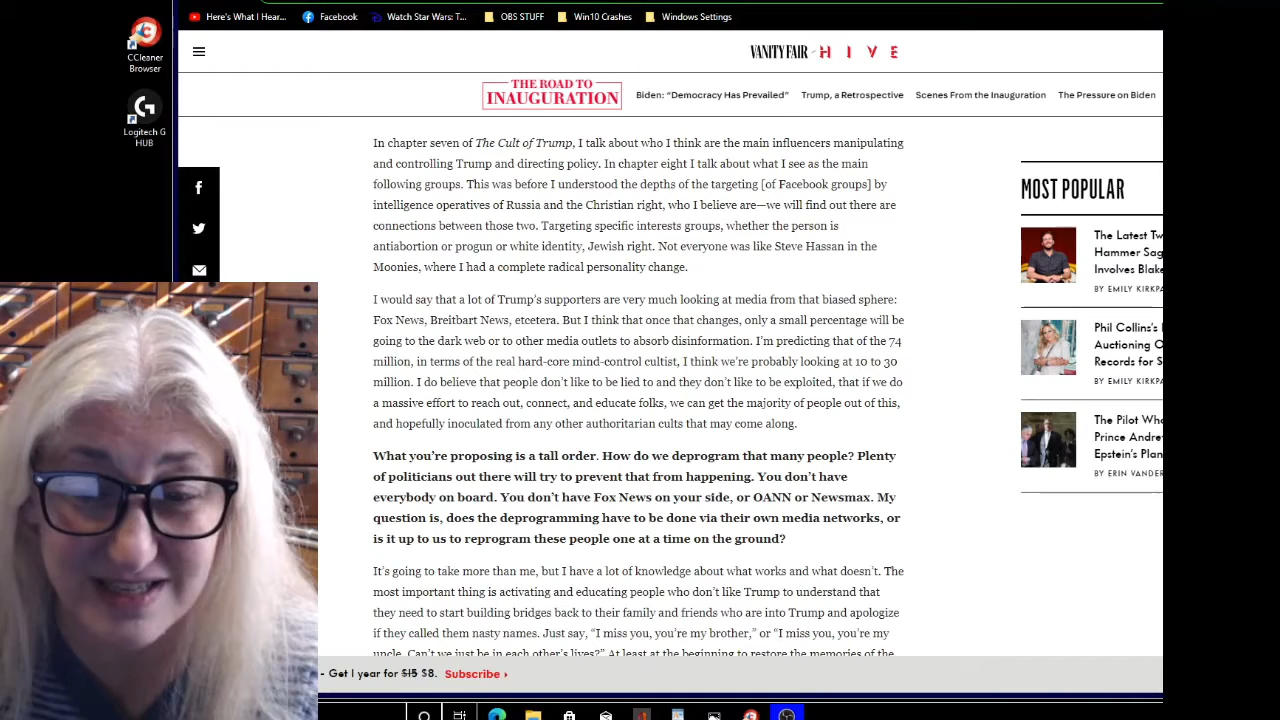 Here's What I Hear...
Facebook
Watch Star Wars: T...
OBS STUFF
Win10 Crashes
Windows Settings
CCleaner
Browser
Logitech G
HUB
VANITY FAIR HIVE
THE ROAD TO
INAUGURATION
Biden: “Democracy Has Prevailed”
Trump, a Retrospective
Scenes From the Inauguration
The Pressure on Biden
In chapter seven of The Cult of Trump, I talk about who I think are the main influencers manipulating
and controlling Trump and directing policy. In chapter eight I talk about what I see as the main
following groups. This was before I understood the depths of the targeting [of Facebook groups] by
intelligence operatives of Russia and the Christian right, who I believe are—we will find out there are
connections between those two. Targeting specific interests groups, whether the person is
antiabortion or progun or white identity, Jewish right. Not everyone was like Steve Hassan in the
Moonies, where I had a complete radical personality change.
I would say that a lot of Trump’s supporters are very much looking at media from that biased sphere:
Fox News, Breitbart News, etcetera. But I think that once that changes, only a small percentage will be
going to the dark web or to other media outlets to absorb disinformation. I’m predicting that of the 74
million, in terms of the real hard-core mind-control cultist, I think we’re probably looking at 10 to 30
million. I do believe that people don’t like to be lied to and they don’t like to be exploited, that if we do
a massive effort to reach out, connect, and educate folks, we can get the majority of people out of this,
and hopefully inoculated from any other authoritarian cults that may come along.
What you’re proposing is a tall order. How do we deprogram that many people? Plenty
of politicians out there will try to prevent that from happening. You don’t have
everybody on board. You don’t have Fox News on your side, or OANN or Newsmax. My
question is, does the deprogramming have to be done via their own media networks, or
is it up to us to reprogram these people one at a time on the ground?
It’s going to take more than me, but I have a lot of knowledge about what works and what doesn’t. The
most important thing is activating and educating people who don’t like Trump to understand that
they need to start building bridges back to their family and friends who are into Trump and apologize
if they called them nasty names. Just say, “I miss you, you’re my brother,” or “I miss you, you’re my
uncle. Can’t we just be in each other’s lives?” At least at the beginning to restore the memories of the
MOST POPULAR
The Latest Tw
Hammer Sag
Involves Blake
BY EMILY KIRKPA
Phil Collins’s
Auctioning O
Records for $
BY EMILY KIRKPA
The Pilot Wh
Prince Andre
Epstein’s Plan
BY ERIN VANDER
- Get 1 year for $15 $8. Subscribe ›